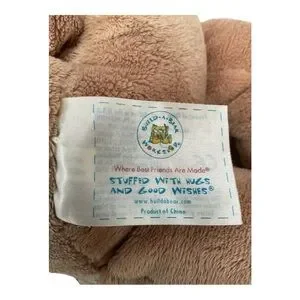 BUILD-A-BEAR
WORKSHOP
Where Best Friends Are Made®
STUFFED WITH HUGS
AND GOOD WISHES®
www.buildabear.com
Product of China